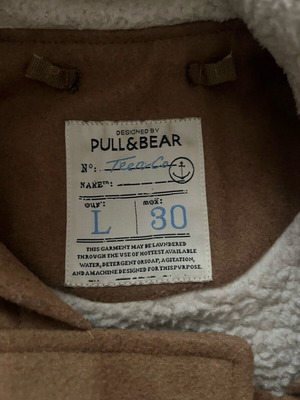 DESIGNED BY
PULL&BEAR
Nº: Tera-Co
NAME:
L 30
THIS GARMENT MAY BE LAUNDERED
THROUGH THE USE OF HOTTEST AVAILABLE
WATER, DETERGENT OR SOAP, AGITATION,
AND A MACHINE DESIGNED FOR THIS PURPOSE.